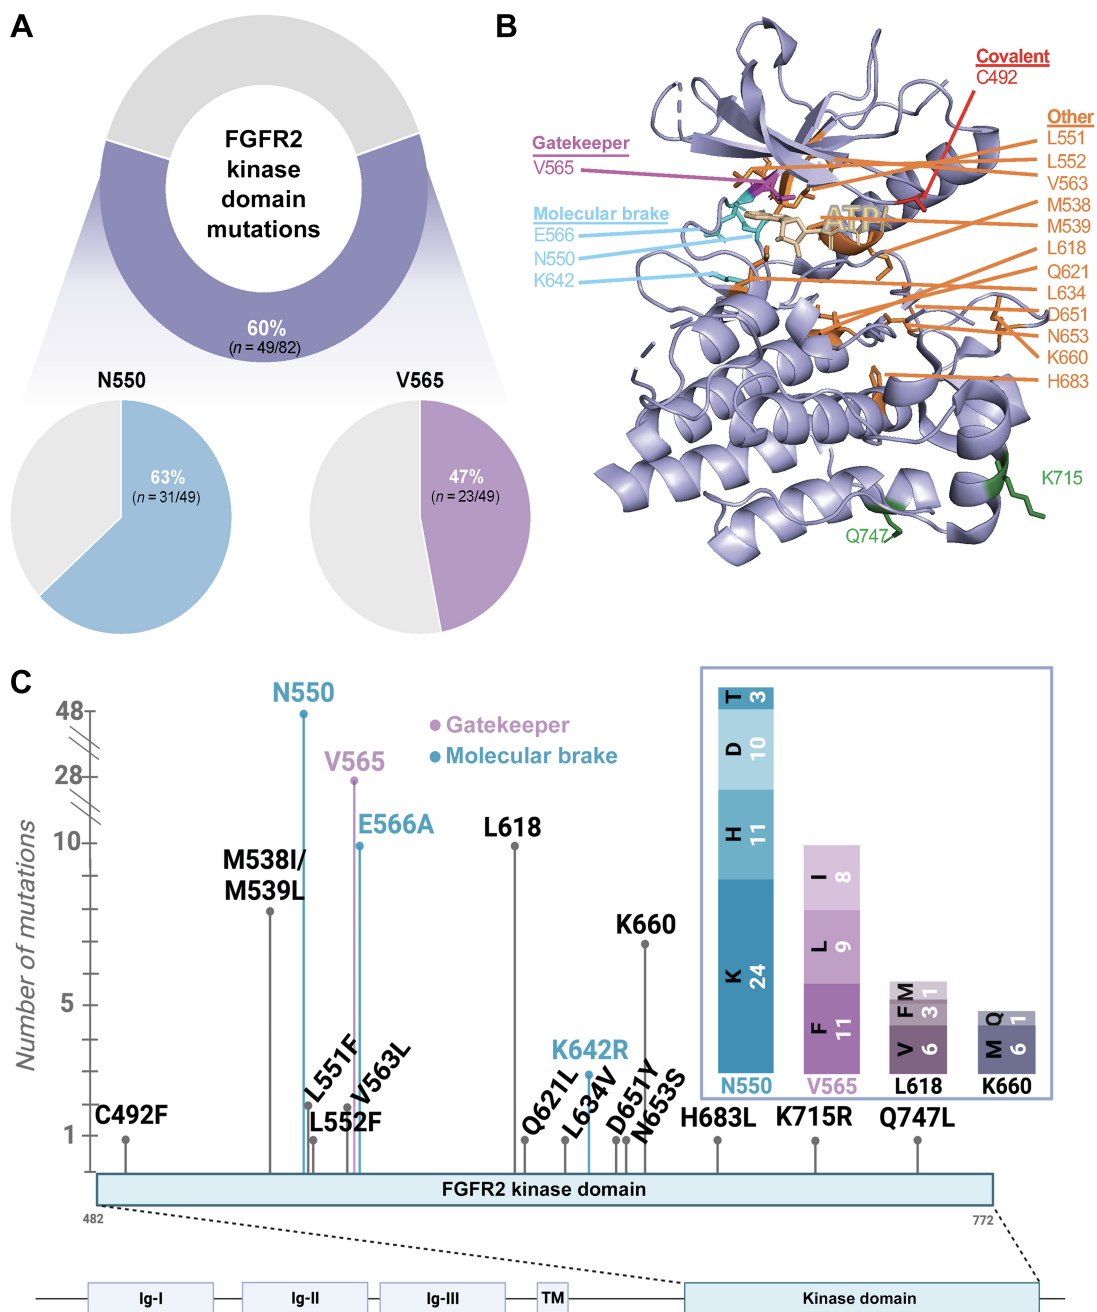 A
FGFR2
kinase
domain
mutations
60%
(n = 49/82)
N550
63%
(n = 31/49)
V565
47%
(n = 23/49)
B
Covalent
C492
Gatekeeper
V565
Molecular brake
E566
N550
K642
ATP
Other
L551
L552
V563
M538
M539
L618
Q621
L634
D651
N653
K660
H683
K715
Q747
C
Number of mutations
48
28
10
5
1
Gatekeeper
Molecular brake
C492F
M538I/
M539L
N550
L551F
L552F
V563L
V565
E566A
L618
Q621L
L634V
K642R
D651Y
N653S
K660
H683L
K715R
Q747L
T 3
D 10
H 11
K 24
N550
I 8
L 9
F 11
V565
M 1
F 3
V 6
L618
Q 1
M 6
K660
FGFR2 kinase domain
482
772
Ig-I
Ig-II
Ig-III
TM
Kinase domain